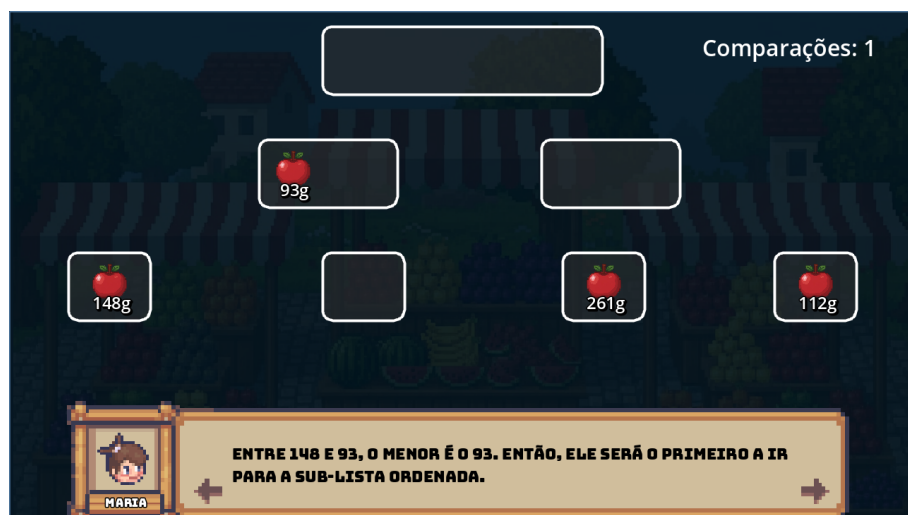 Comparações: 1
93g
148g
261g
112g
ENTRE 148 E 93, O MENOR É O 93. ENTÃO, ELE SERÁ O PRIMEIRO A IR
PARA A SUB-LISTA ORDENADA.
MARIA